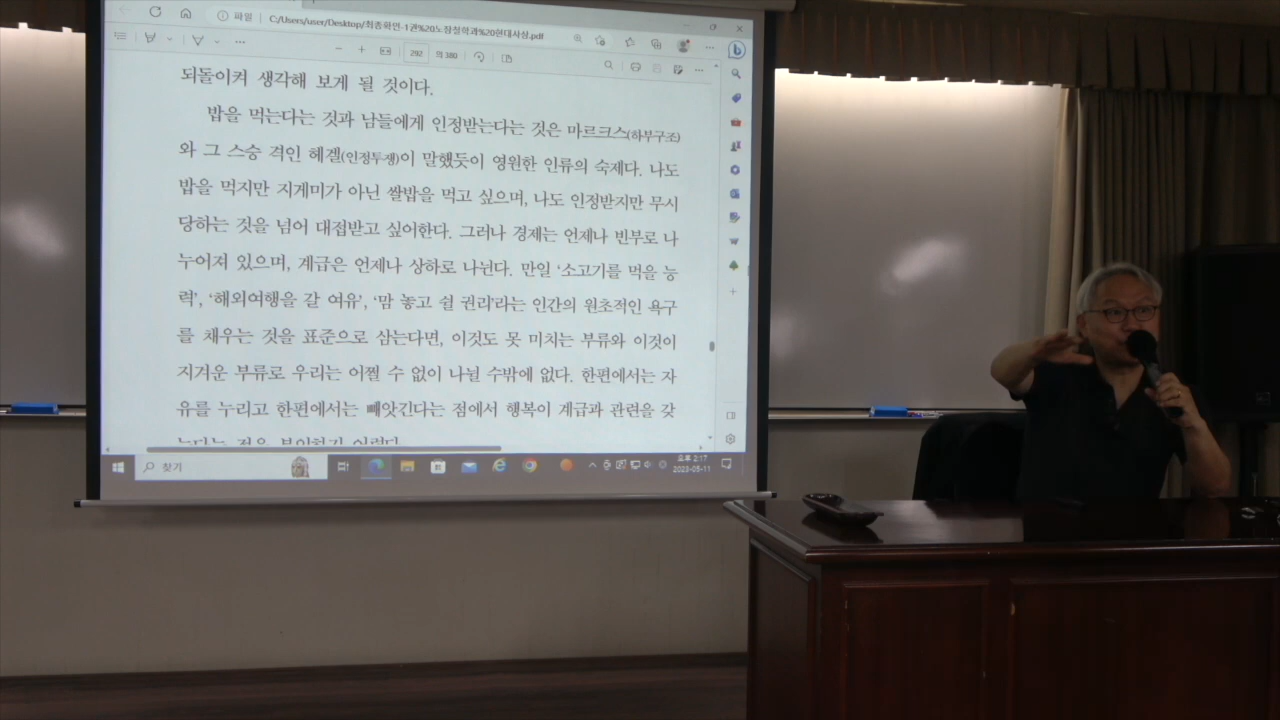 파일 C:/Users/user/Desktop/최종확인-1권%20노장철학과%20현대사상.pdf
292 의 380
되돌이켜 생각해 보게 될 것이다.
밥을 먹는다는 것과 남들에게 인정받는다는 것은 마르크스(하부구조)
와 그 스승 격인 헤겔(인정투쟁)이 말했듯이 영원한 인류의 숙제다. 나도
밥을 먹지만 지게미가 아닌 쌀밥을 먹고 싶으며, 나도 인정받지만 무시
당하는 것을 넘어 대접받고 싶어한다. 그러나 경제는 언제나 빈부로 나
누어져 있으며, 계급은 언제나 상하로 나뉜다. 만일 ‘소고기를 먹을 능
력’, ‘해외여행을 갈 여유’, ‘맘 놓고 쉴 권리’라는 인간의 원초적인 욕구
를 채우는 것을 표준으로 삼는다면, 이것도 못 미치는 부류와 이것이
지겨운 부류로 우리는 어쩔 수 없이 나뉠 수밖에 없다. 한편에서는 자
유를 누리고 한편에서는 빼앗긴다는 점에서 행복이 계급과 관련을 갖
찾기
오후 2:17
2023-05-11